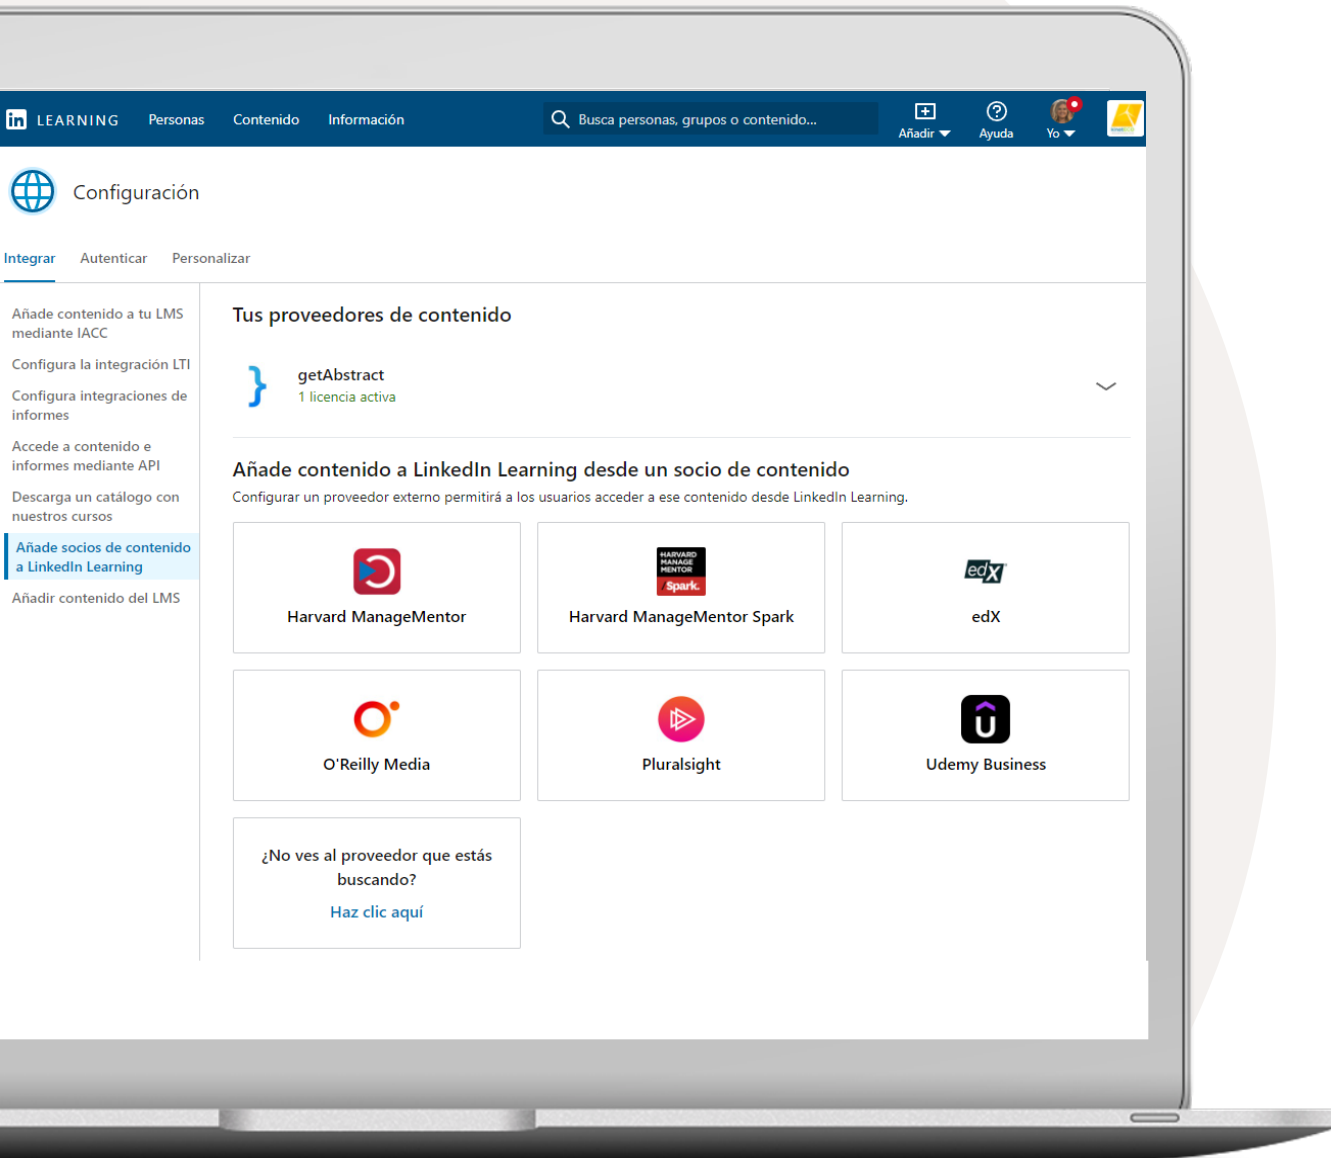 in LEARNING Personas Contenido Información Busca personas, grupos o contenido... Añadir Ayuda Yo
Configuración
Integrar Autenticar Personalizar
Añade contenido a tu LMS
mediante IACC
Configura la integración LTI
Configura integraciones de
informes
Accede a contenido e
informes mediante API
Descarga un catálogo con
nuestros cursos
Añade socios de contenido
a LinkedIn Learning
Añadir contenido del LMS
Tus proveedores de contenido
getAbstract
1 licencia activa
Añade contenido a LinkedIn Learning desde un socio de contenido
Configurar un proveedor externo permitirá a los usuarios acceder a ese contenido desde LinkedIn Learning.
Harvard ManageMentor
HARVARD
MANAGE
MENTOR
/Spark.
Harvard ManageMentor Spark
edX
edX
O'Reilly Media
Pluralsight
Udemy Business
¿No ves al proveedor que estás
buscando?
Haz clic aquí